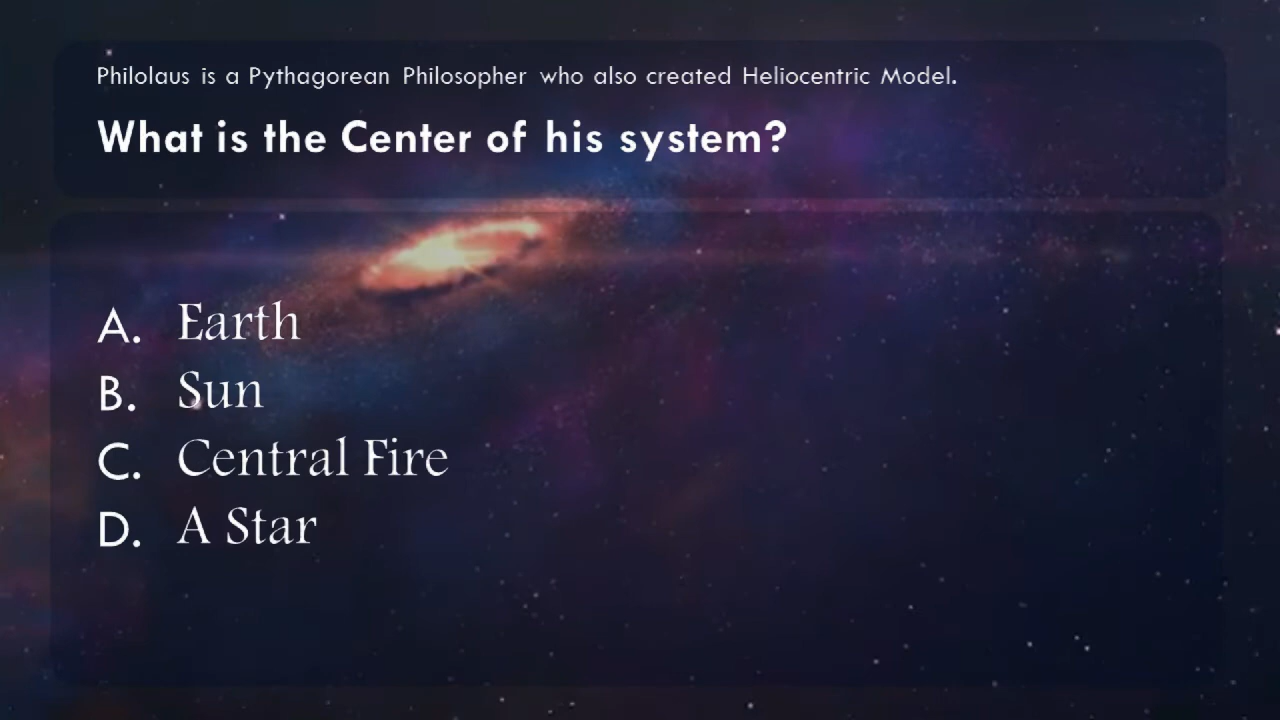 Philolaus is a Pythagorean Philosopher who also created Heliocentric Model.
What is the Center of his system?
A. Earth
B. Sun
C. Central Fire
D. A Star